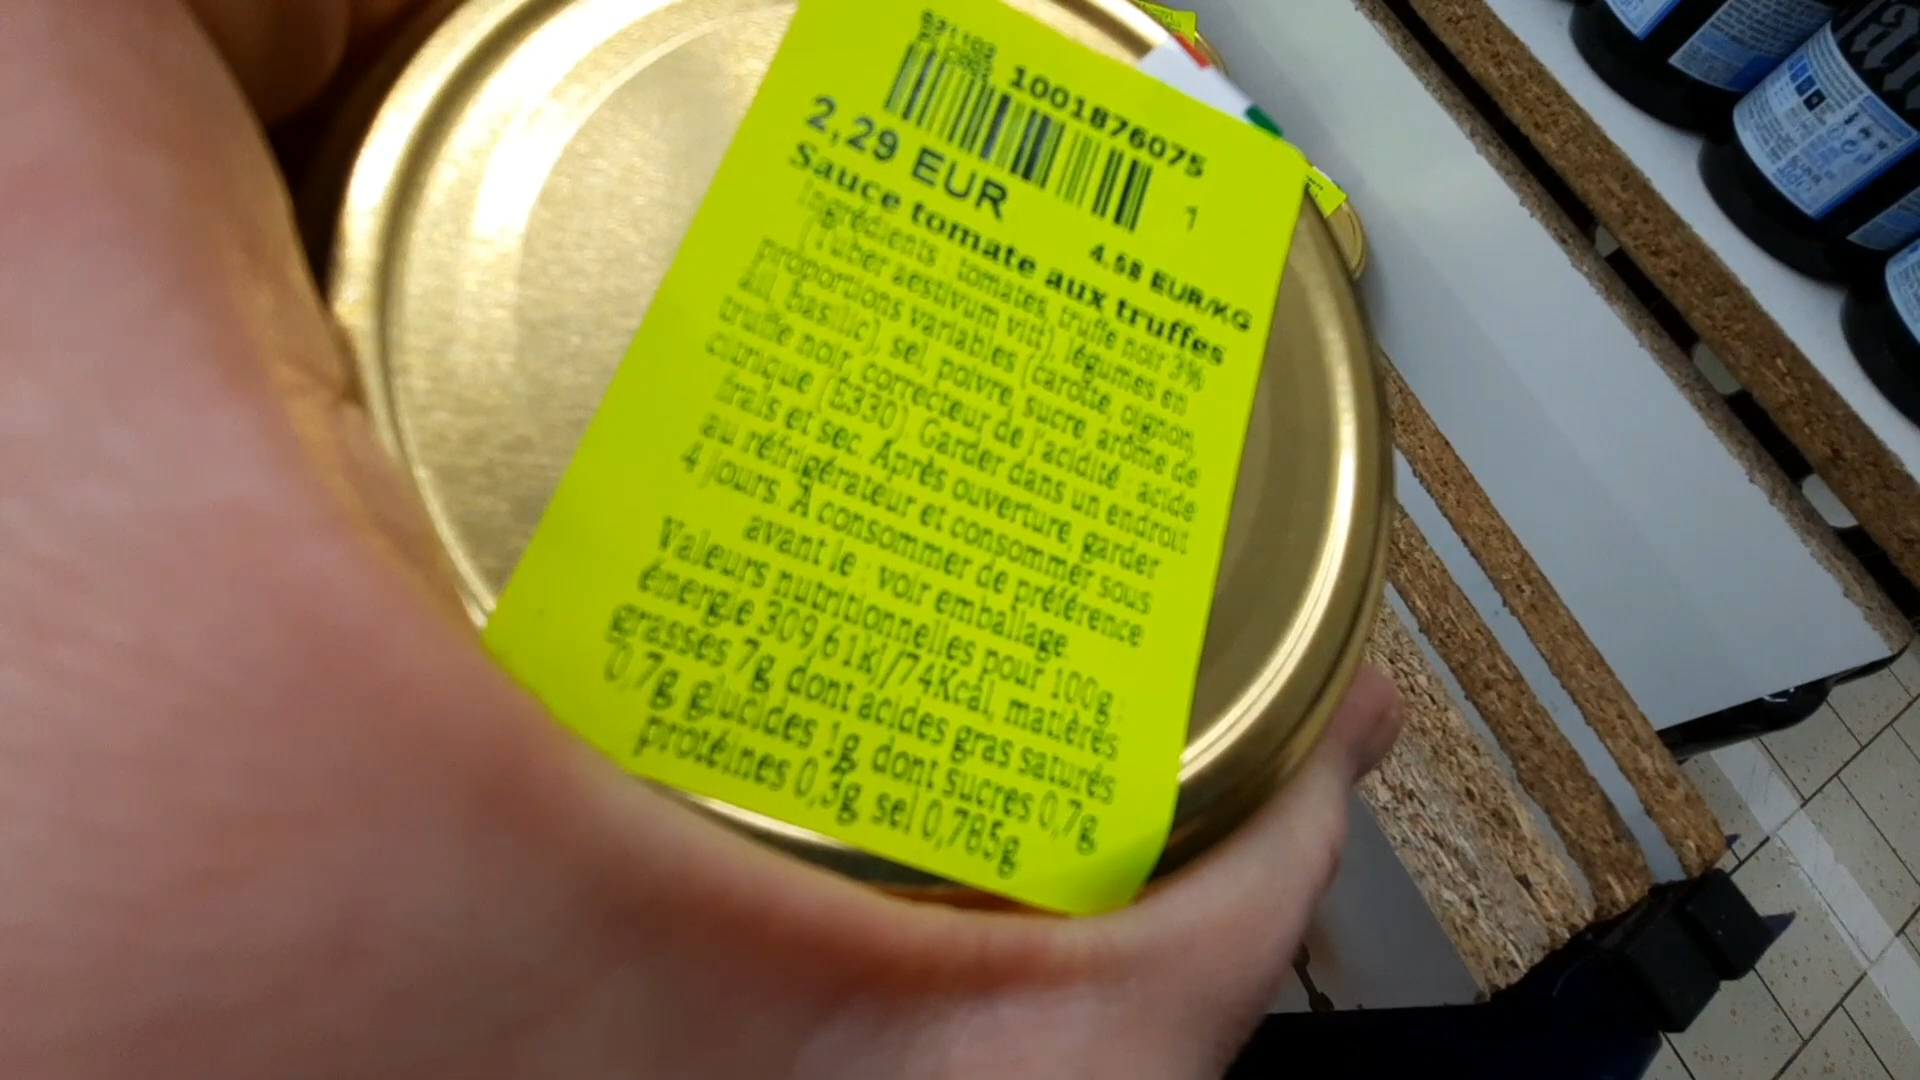 1001876075
2,29 EUR
1
4.58 EUR/KG
Sauce tomate aux truffes
Ingrédients : tomates, truffe noir 3%
(Tuber aestivum vitt), légumes en
proportions variables (carotte, oignon,
ail, basilic), sel, poivre, sucre, arôme de
truffe noir, correcteur de l'acidité : acide
citrique (E330). Garder dans un endroit
frais et sec. Après ouverture, garder
au réfrigérateur et consommer sous
4 jours. À consommer de préférence
avant le : voir emballage.
Valeurs nutritionnelles pour 100g :
énergie 309,61kJ/74Kcal, matières
grasses 7g dont acides gras saturés
0,7g glucides 1g dont sucres 0,7g
protéines 0,3g sel 0,785g